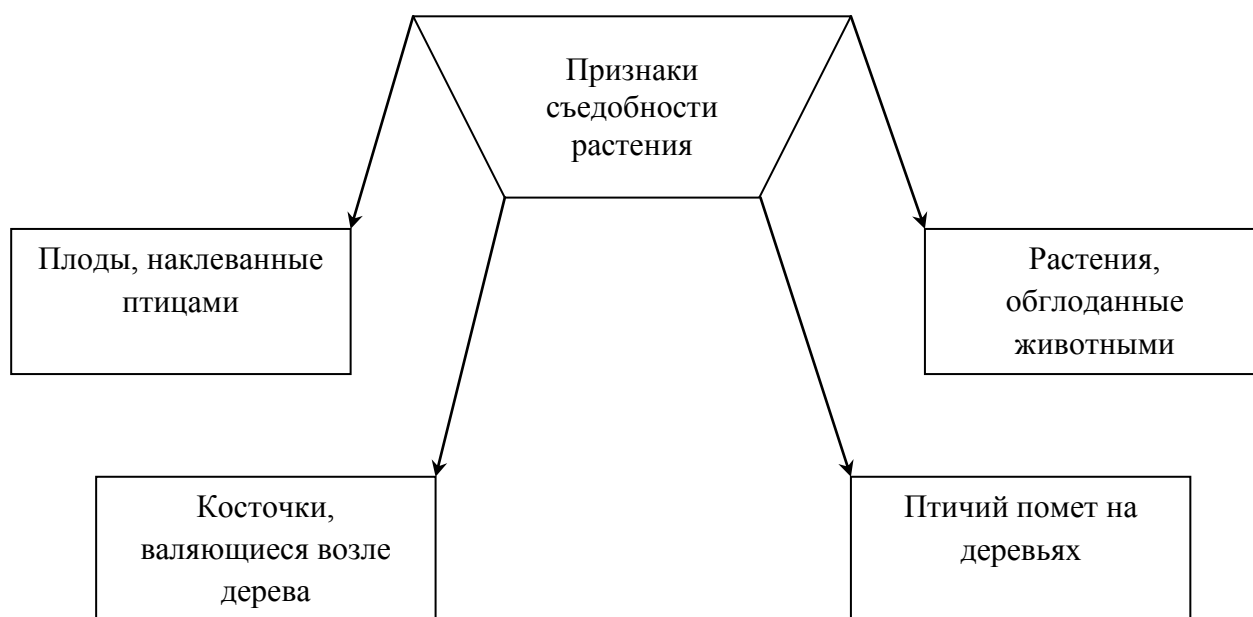 Признаки
съедобности
растения
Плоды, наклеванные
птицами
Растения,
обглоданные
животными
Косточки,
валяющиеся возле
дерева
Птичий помет на
деревьях